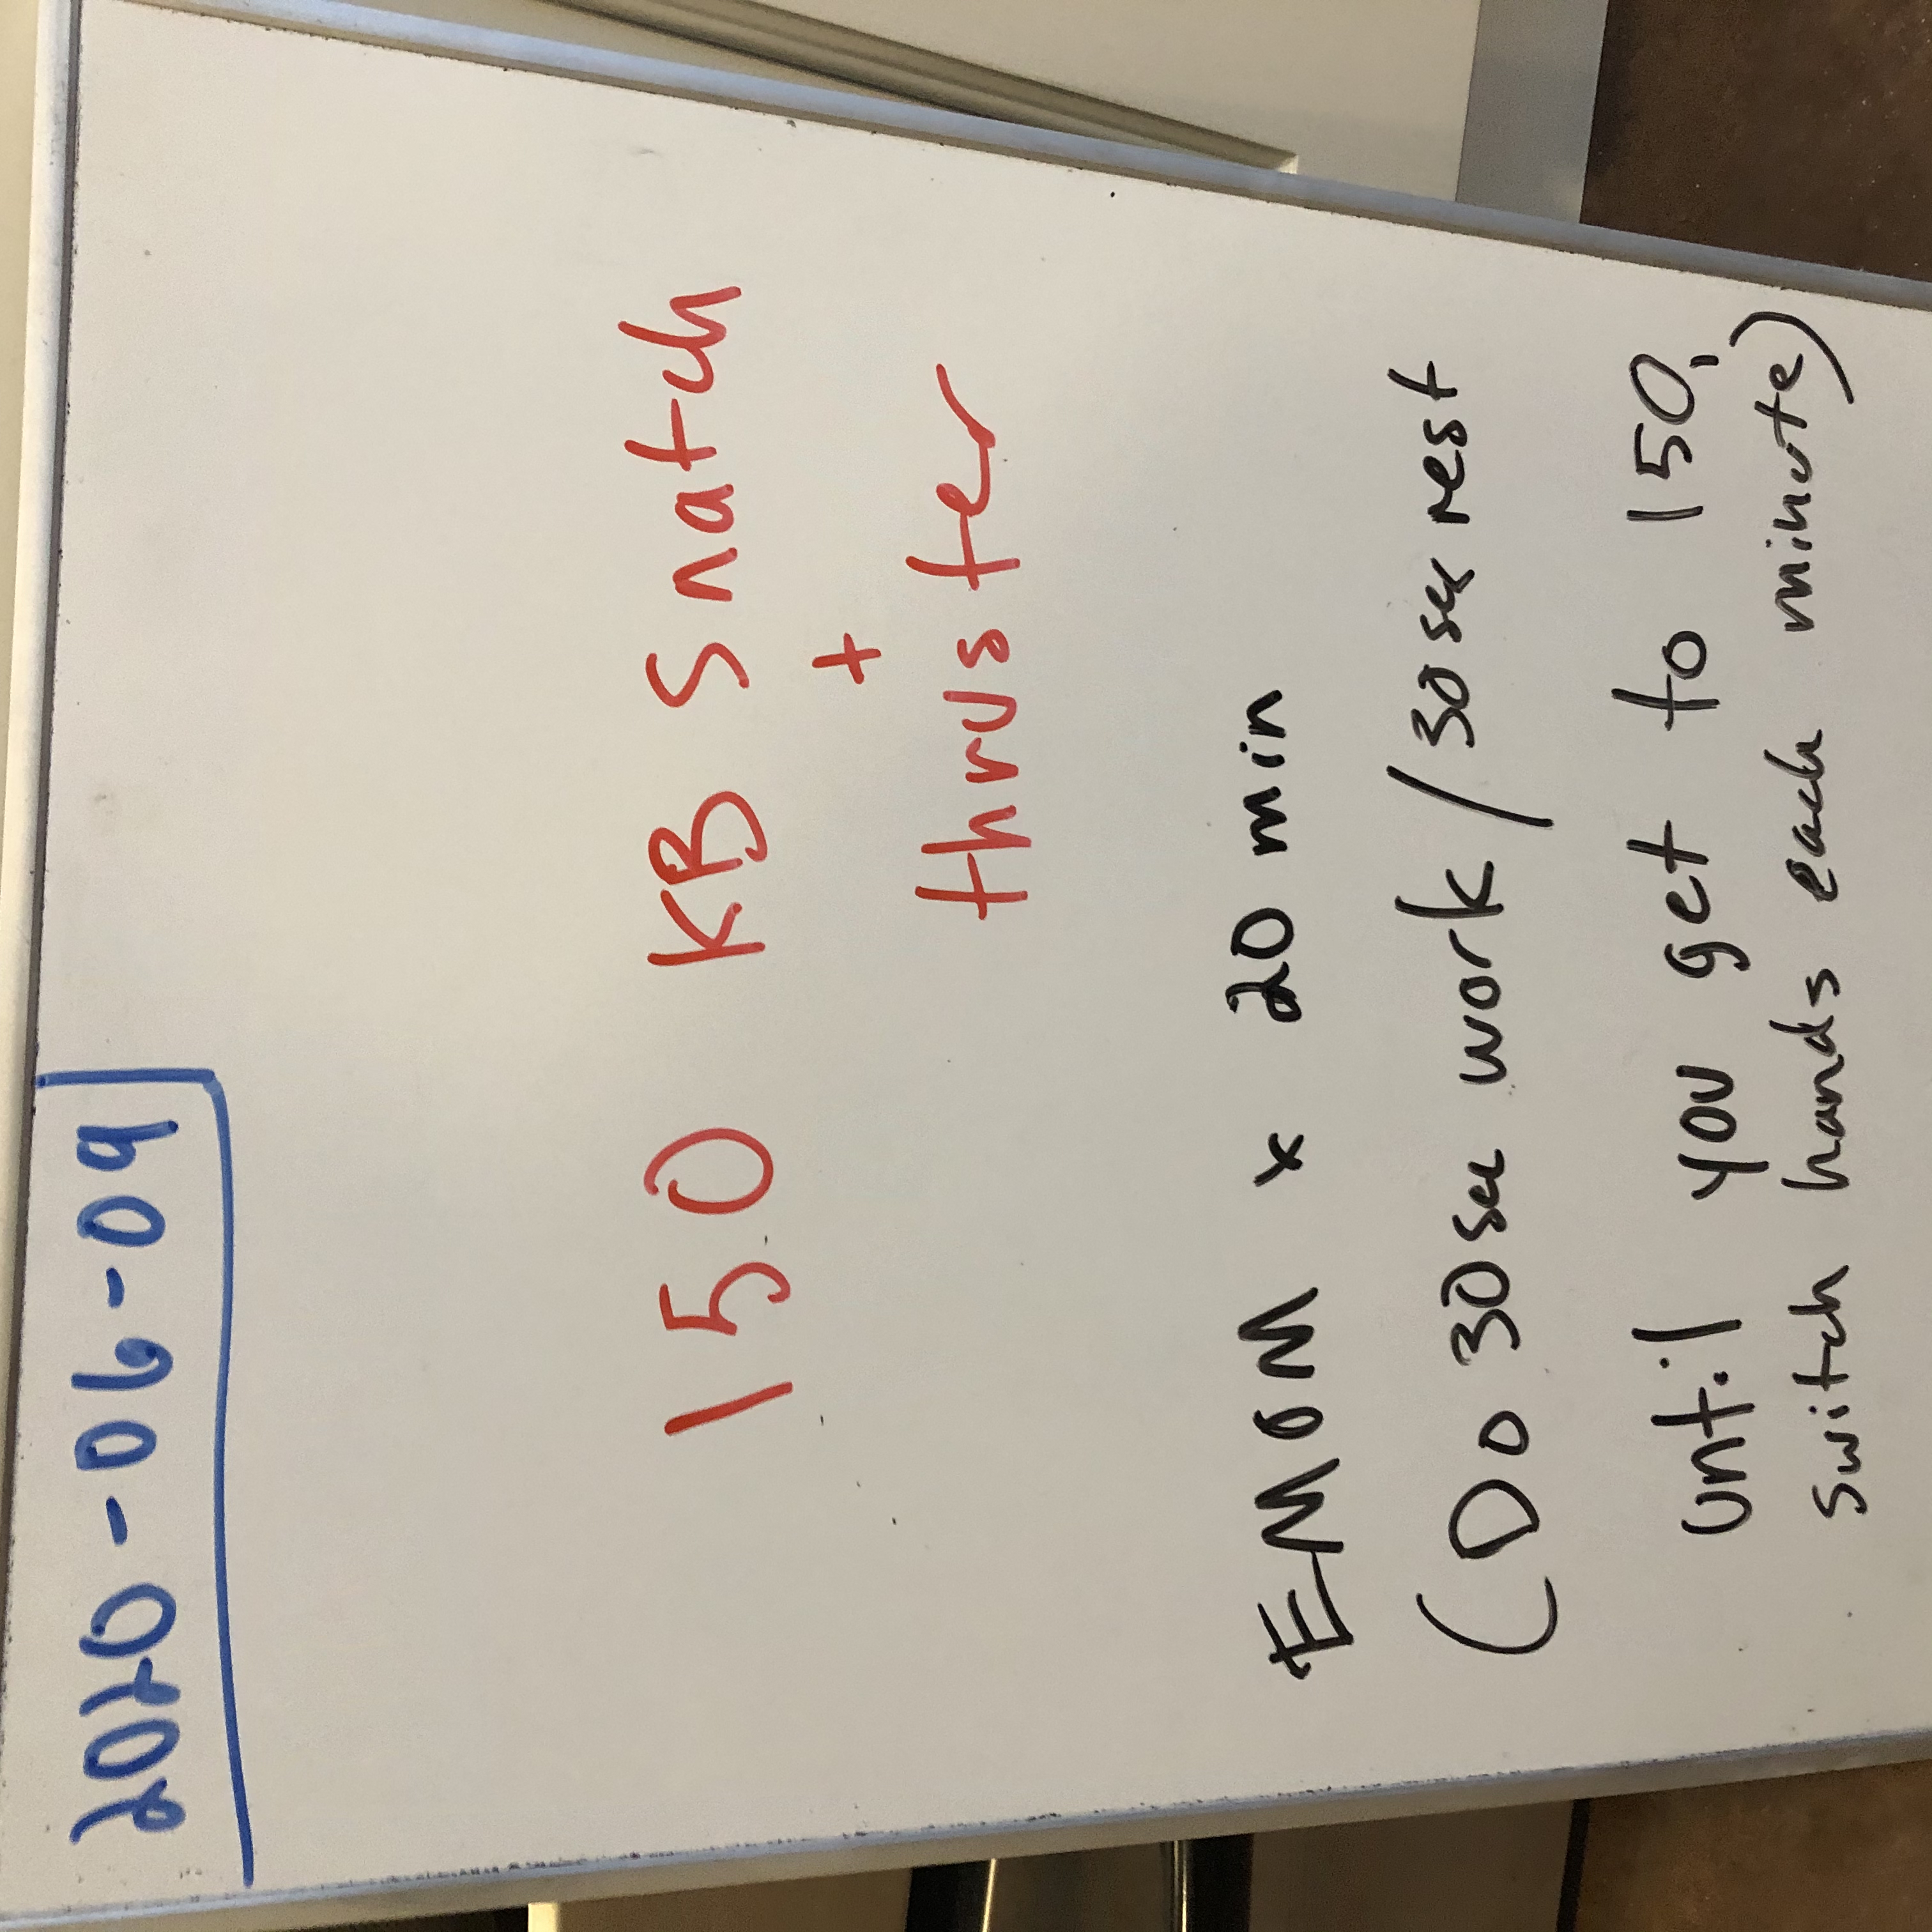 2020-06-09
150 KB Snatch
+
thruster
EMOM x 20 min
(Do 30 sec work / 30 sec rest
until you get to 150,
switch hands each minute)